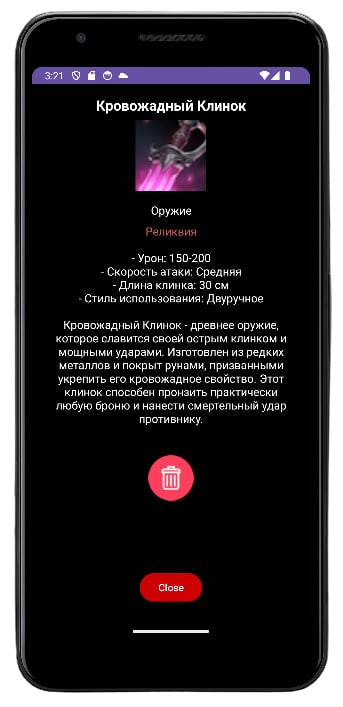 3:21
Кровожадный Клинок
Оружие
Реликвия
- Урон: 150-200
- Скорость атаки: Средняя
- Длина клинка: 30 см
- Стиль использования: Двуручное
Кровожадный Клинок - древнее оружие,
которое славится своей острым клинком и
мощными ударами. Изготовлен из редких
металлов и покрыт рунами, призванными
укрепить его кровожадное свойство. Этот
клинок способен пронзить практически
любую броню и нанести смертельный удар
противнику.
Close